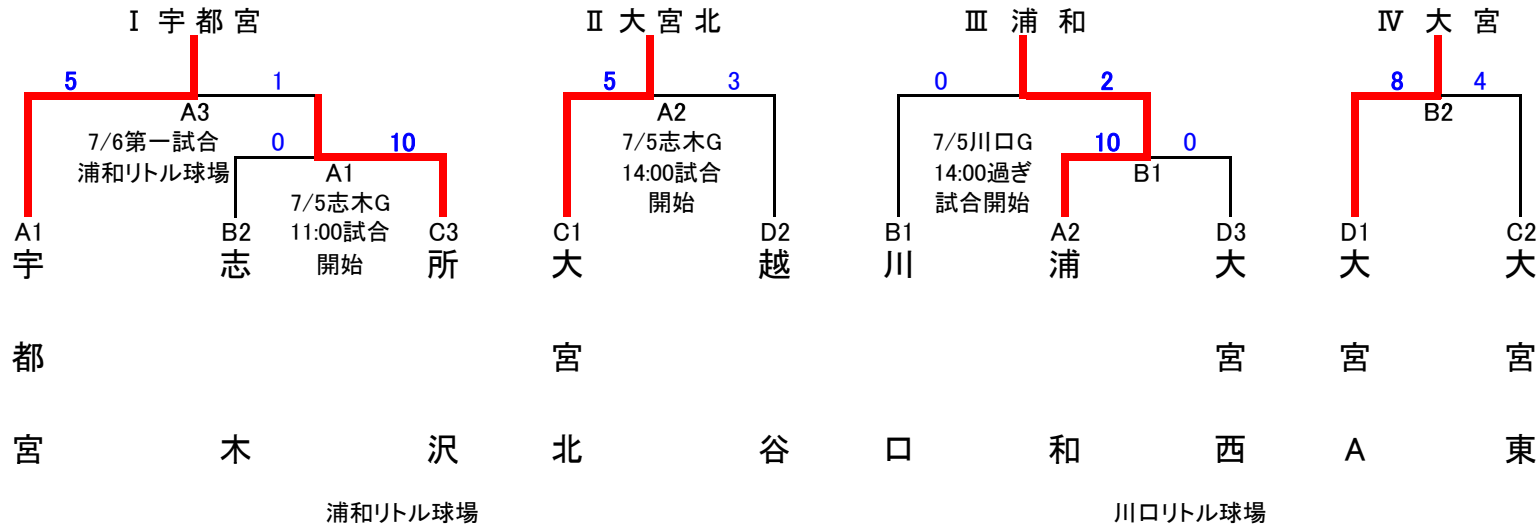 Ⅰ 宇都宮
Ⅱ 大宮北
Ⅲ 浦和
Ⅳ 大宮
5 1 5 3 0 2 8 4
A3 A2 B2
7/6第一試合
浦和リトル球場
0 10
A1
7/5志木G
11:00試合
開始
7/5志木G
14:00試合
開始
7/5川口G
14:00過ぎ
試合開始
10 0
B1
A1 B2 C3 C1 D2 B1 A2 D3 D1 C2
宇都宮
志木
所沢
大宮北
越谷
川口
浦和
大宮西
大宮A
大宮東
浦和リトル球場
川口リトル球場